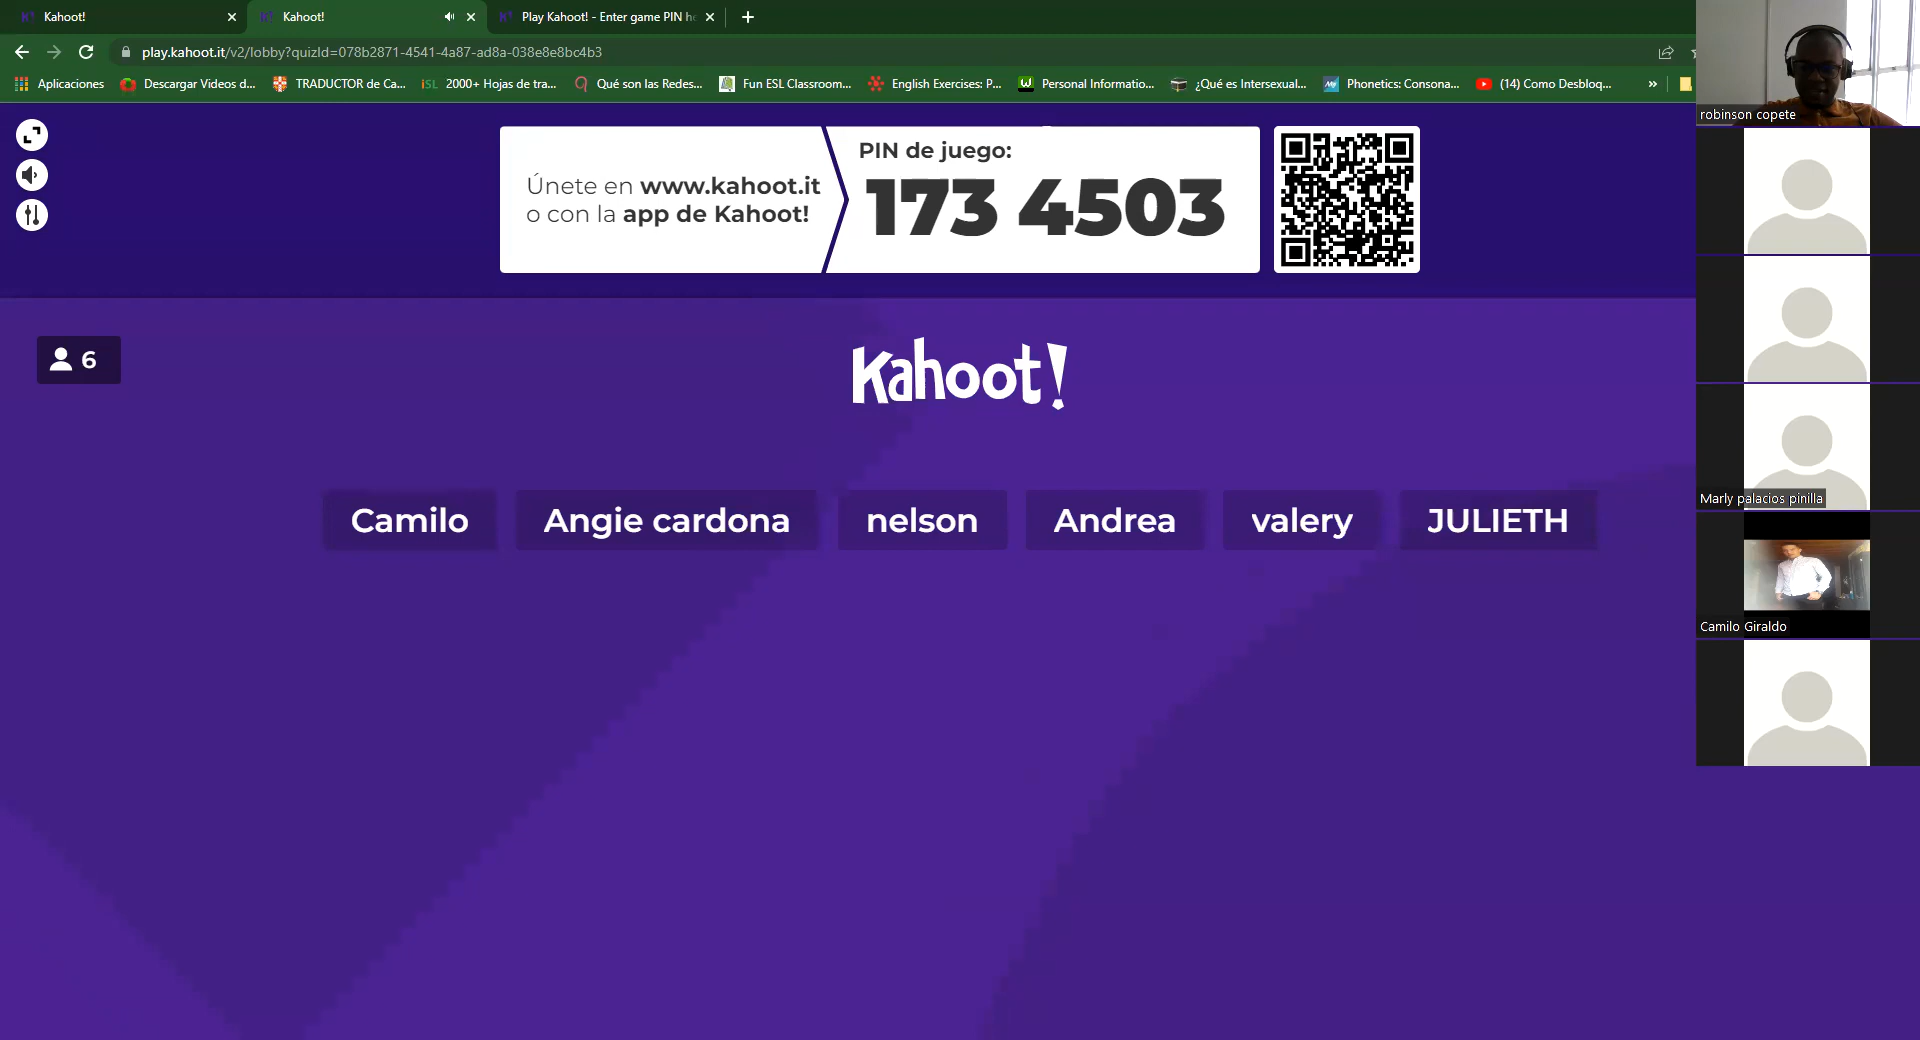 Kahoot!
Kahoot!
Play Kahoot! - Enter game PIN he
play.kahoot.it/v2/lobby?quizId=078b2871-4541-4a87-ad8a-038e8e8bc4b3
Aplicaciones
Descargar Videos d...
TRADUCTOR de Ca...
iSL
2000+ Hojas de tra...
Qué son las Redes...
Fun ESL Classroom...
English Exercises: P...
Personal Informatio...
¿Qué es Intersexual...
Phonetics: Consona...
(14) Como Desbloq...
»
Únete en www.kahoot.it
o con la app de Kahoot!
PIN de juego:
173 4503
6
Kahoot!
Camilo
Angie cardona
nelson
Andrea
valery
JULIETH
robinson copete
Marly palacios pinilla
Camilo Giraldo